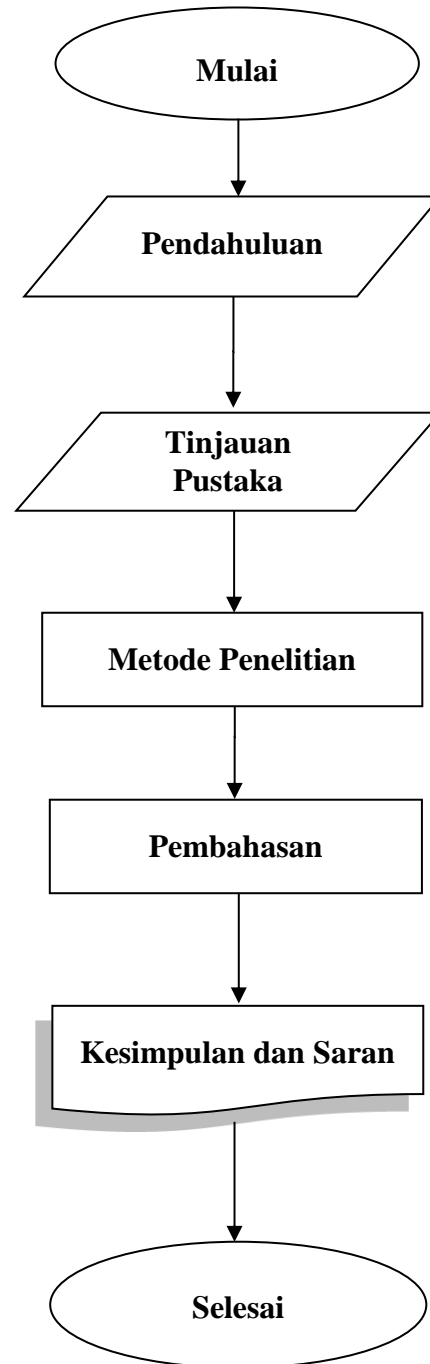 Mulai
Pendahuluan
Tinjauan
Pustaka
Metode Penelitian
Pembahasan
Kesimpulan dan Saran
Selesai